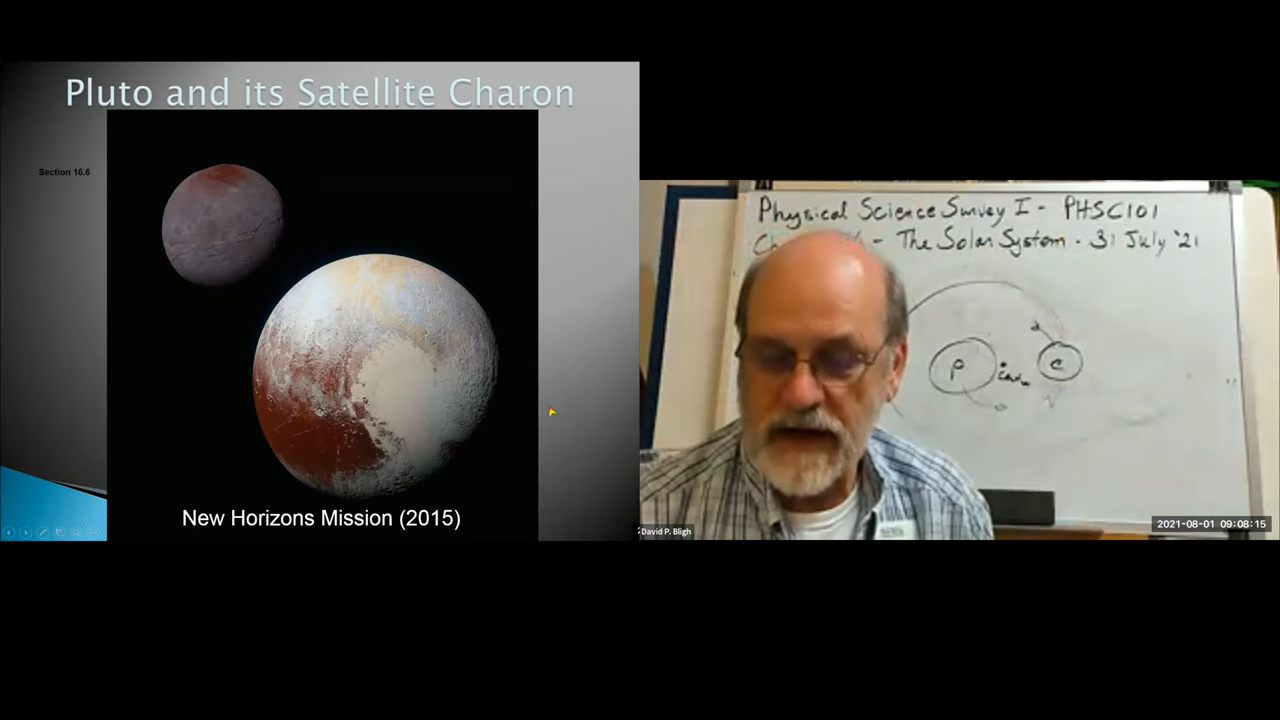 Pluto and its Satellite Charon
Section 16.6
New Horizons Mission (2015)
Physical Science Survey I - PHSC101
- The Solar System · 31 July '21
P
C
David P. Bligh
2021-08-01 09:08:15